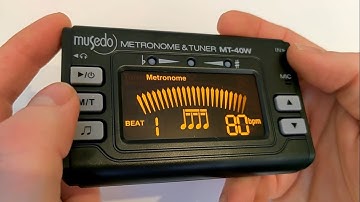 musedo METRONOME & TUNER MT-40W
MIC
M/T
Metronome
BEAT 1 80 bpm